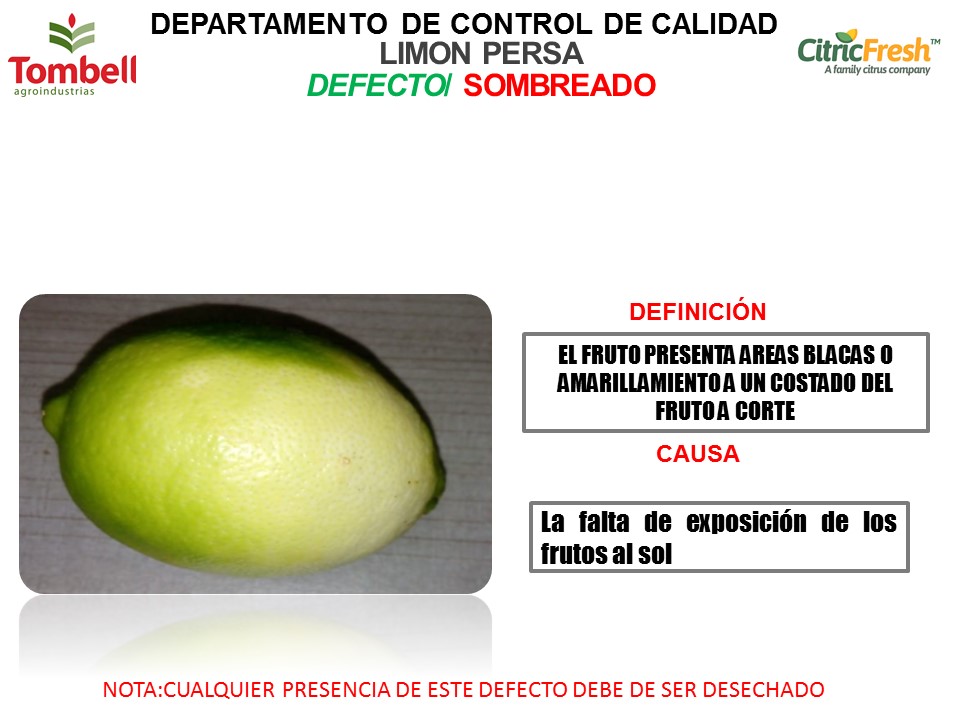 DEPARTAMENTO DE CONTROL DE CALIDAD
LIMON PERSA
DEFECTO/ SOMBREADO
Tombell
agroindustrias
CitricFresh™
A family citrus company
DEFINICIÓN
EL FRUTO PRESENTA AREAS BLACAS O
AMARILLAMIENTO A UN COSTADO DEL
FRUTO A CORTE
CAUSA
La falta de exposición de los
frutos al sol
NOTA:CUALQUIER PRESENCIA DE ESTE DEFECTO DEBE DE SER DESECHADO